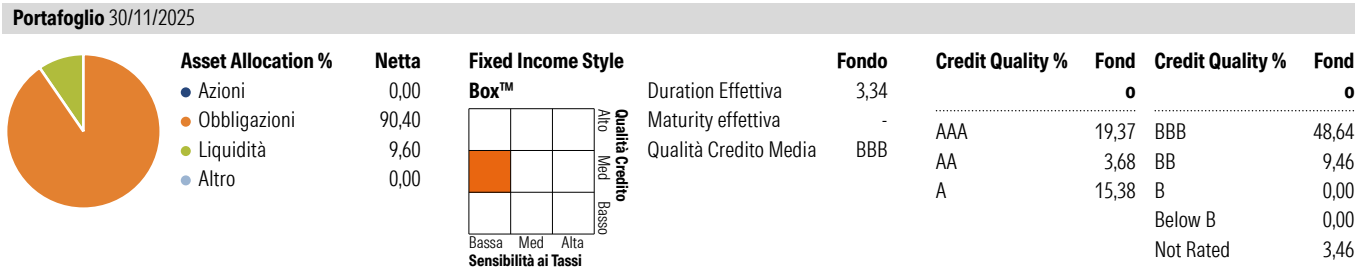 Portafoglio 30/11/2025
Asset Allocation % Netta
Azioni 0,00
Obbligazioni 90,40
Liquidità 9,60
Altro 0,00
Fixed Income Style
Box™
Alto
Med
Basso
Qualità Credito
Bassa Med Alta
Sensibilità ai Tassi
Fondo
Duration Effettiva 3,34
Maturity effettiva -
Qualità Credito Media BBB
Credit Quality % Fond
o
AAA 19,37
AA 3,68
A 15,38
Credit Quality % Fond
o
BBB 48,64
BB 9,46
B 0,00
Below B 0,00
Not Rated 3,46